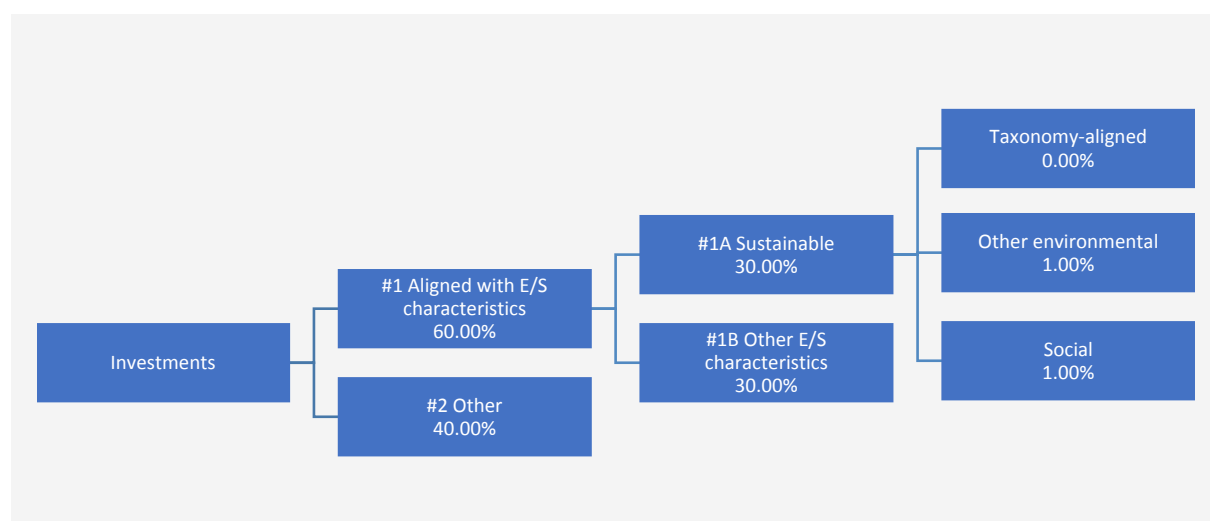 Investments
#1 Aligned with E/S
characteristics
60.00%
#2 Other
40.00%
#1A Sustainable
30.00%
#1B Other E/S
characteristics
30.00%
Taxonomy-aligned
0.00%
Other environmental
1.00%
Social
1.00%